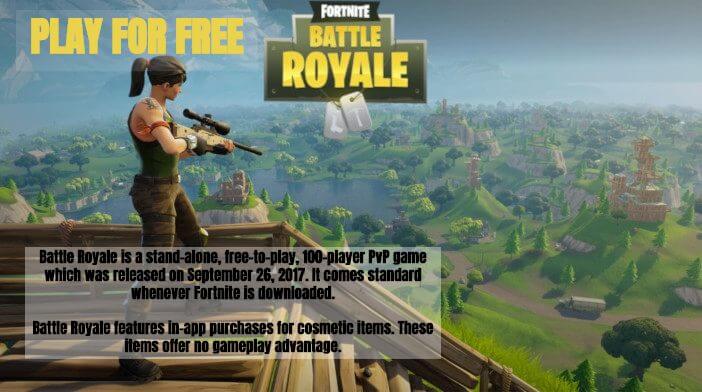 PLAY FOR FREE
FORTNITE
BATTLE
ROYALE
Battle Royale is a stand-alone, free-to-play, 100-player PvP game
which was released on September 26, 2017. It comes standard
whenever Fortnite is downloaded.
Battle Royale features in-app purchases for cosmetic items. These
items offer no gameplay advantage.